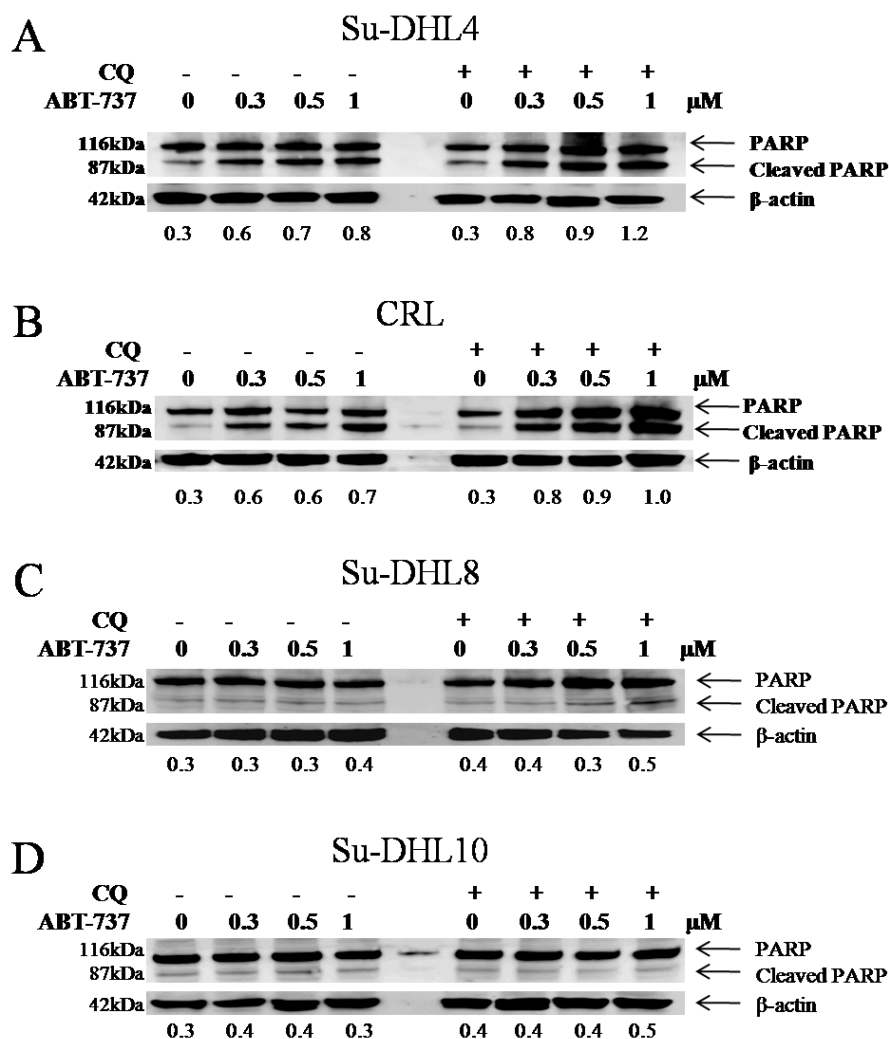 A Su-DHL4
CQ - - - - + + + +
ABT-737 0 0.3 0.5 1 0 0.3 0.5 1 μM
116kDa PARP
87kDa Cleaved PARP
42kDa β-actin
0.3 0.6 0.7 0.8 0.3 0.8 0.9 1.2
B CRL
CQ - - - - + + + +
ABT-737 0 0.3 0.5 1 0 0.3 0.5 1 μM
116kDa PARP
87kDa Cleaved PARP
42kDa β-actin
0.3 0.6 0.6 0.7 0.3 0.8 0.9 1.0
C Su-DHL8
CQ - - - - + + + +
ABT-737 0 0.3 0.5 1 0 0.3 0.5 1 μM
116kDa PARP
87kDa Cleaved PARP
42kDa β-actin
0.3 0.3 0.3 0.4 0.4 0.4 0.3 0.5
D Su-DHL10
CQ - - - - + + + +
ABT-737 0 0.3 0.5 1 0 0.3 0.5 1 μM
116kDa PARP
87kDa Cleaved PARP
42kDa β-actin
0.3 0.4 0.4 0.3 0.4 0.4 0.4 0.5